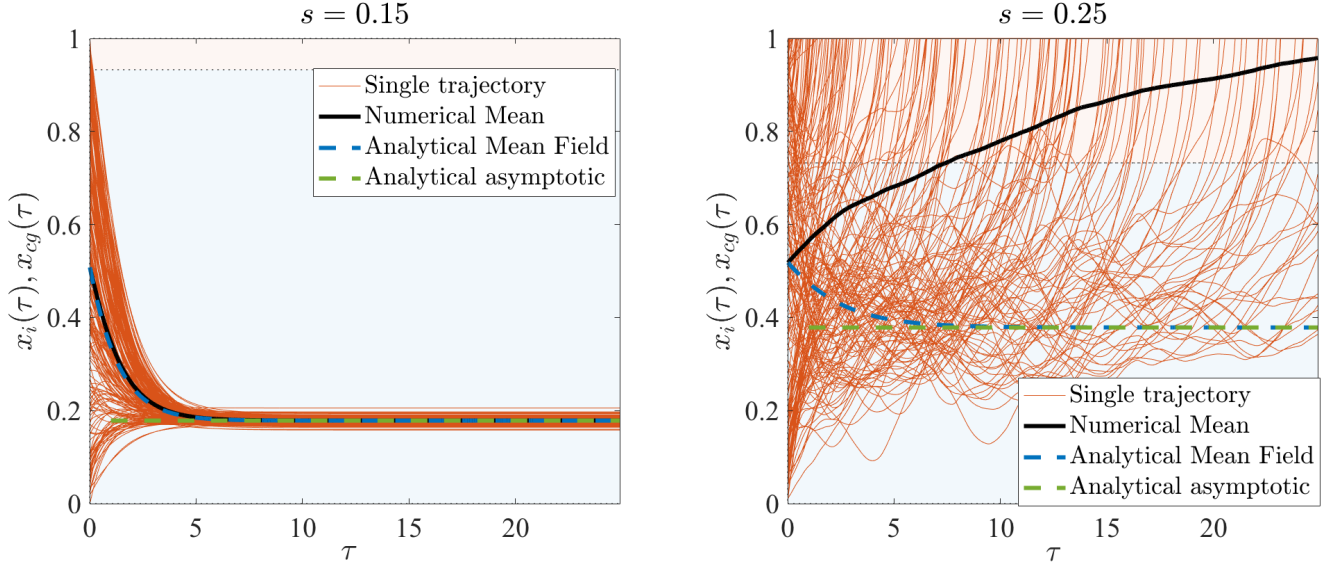 s = 0.15
x_i(τ), x_cg(τ)
1
0.8
0.6
0.4
0.2
0
0 5 10 15 20
τ
Single trajectory
Numerical Mean
Analytical Mean Field
Analytical asymptotic
s = 0.25
x_i(τ), x_cg(τ)
1
0.8
0.6
0.4
0.2
0
0 5 10 15 20
τ
Single trajectory
Numerical Mean
Analytical Mean Field
Analytical asymptotic